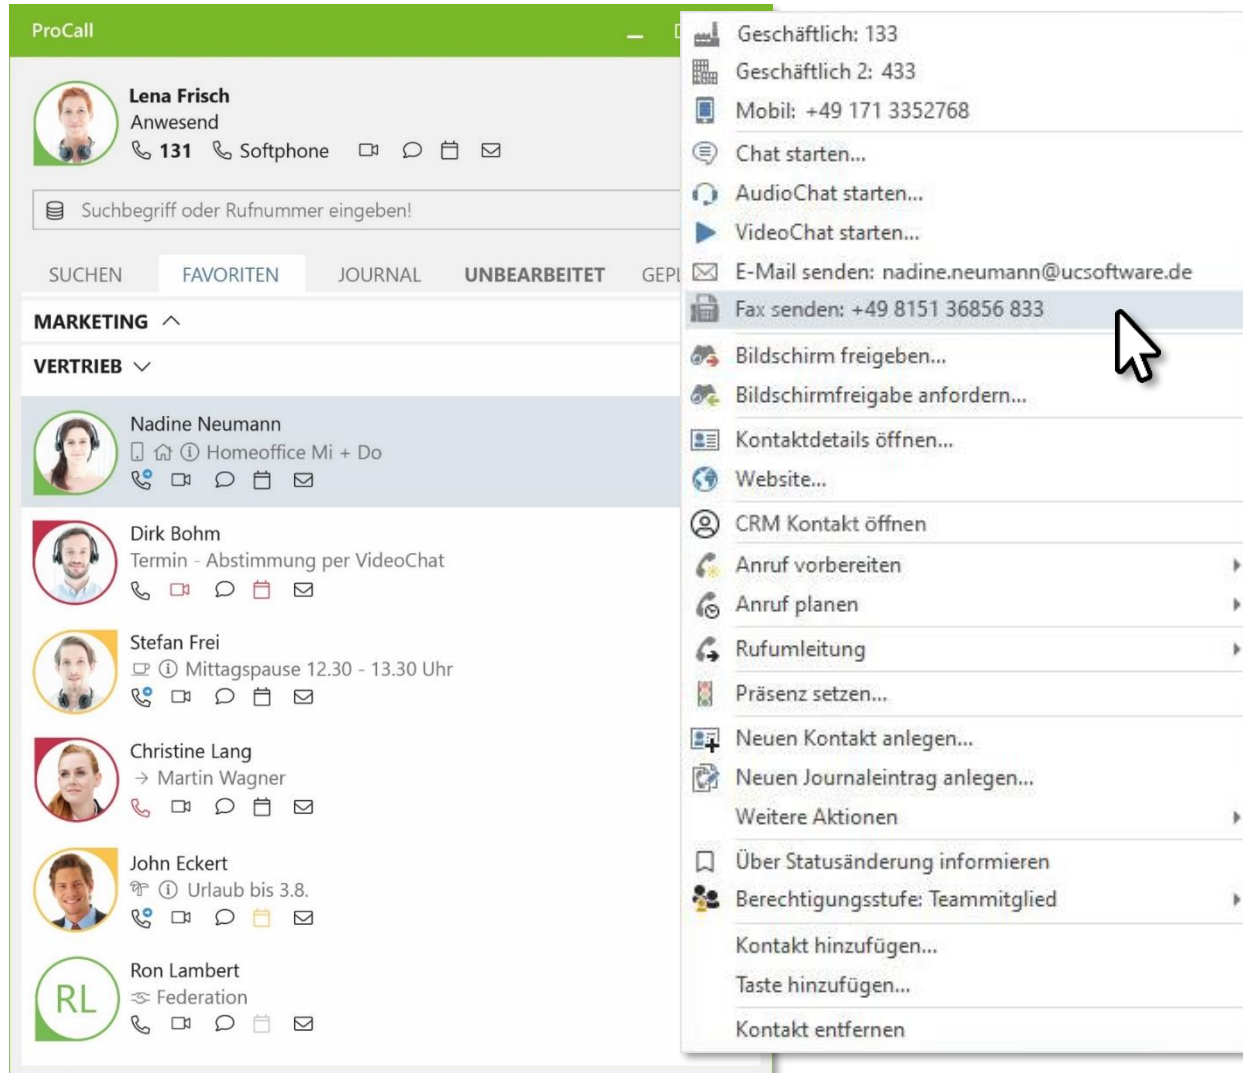 ProCall
Lena Frisch
Anwesend
131 Softphone
Suchbegriff oder Rufnummer eingeben!
SUCHEN FAVORITEN JOURNAL UNBEARBEITET
MARKETING
VERTRIEB
Nadine Neumann
Homeoffice Mi + Do
Dirk Bohm
Termin - Abstimmung per VideoChat
Stefan Frei
Mittagspause 12.30 - 13.30 Uhr
Christine Lang
→ Martin Wagner
John Eckert
Urlaub bis 3.8.
RL
Ron Lambert
Federation
Geschäftlich: 133
Geschäftlich 2: 433
Mobil: +49 171 3352768
Chat starten...
AudioChat starten...
VideoChat starten...
E-Mail senden: nadine.neumann@ucsoftware.de
Fax senden: +49 8151 36856 833
Bildschirm freigeben...
Bildschirmfreigabe anfordern...
Kontaktdetails öffnen...
Website...
CRM Kontakt öffnen
Anruf vorbereiten
Anruf planen
Rufumleitung
Präsenz setzen...
Neuen Kontakt anlegen...
Neuen Journaleintrag anlegen...
Weitere Aktionen
Über Statusänderung informieren
Berechtigungsstufe: Teammitglied
Kontakt hinzufügen...
Taste hinzufügen...
Kontakt entfernen